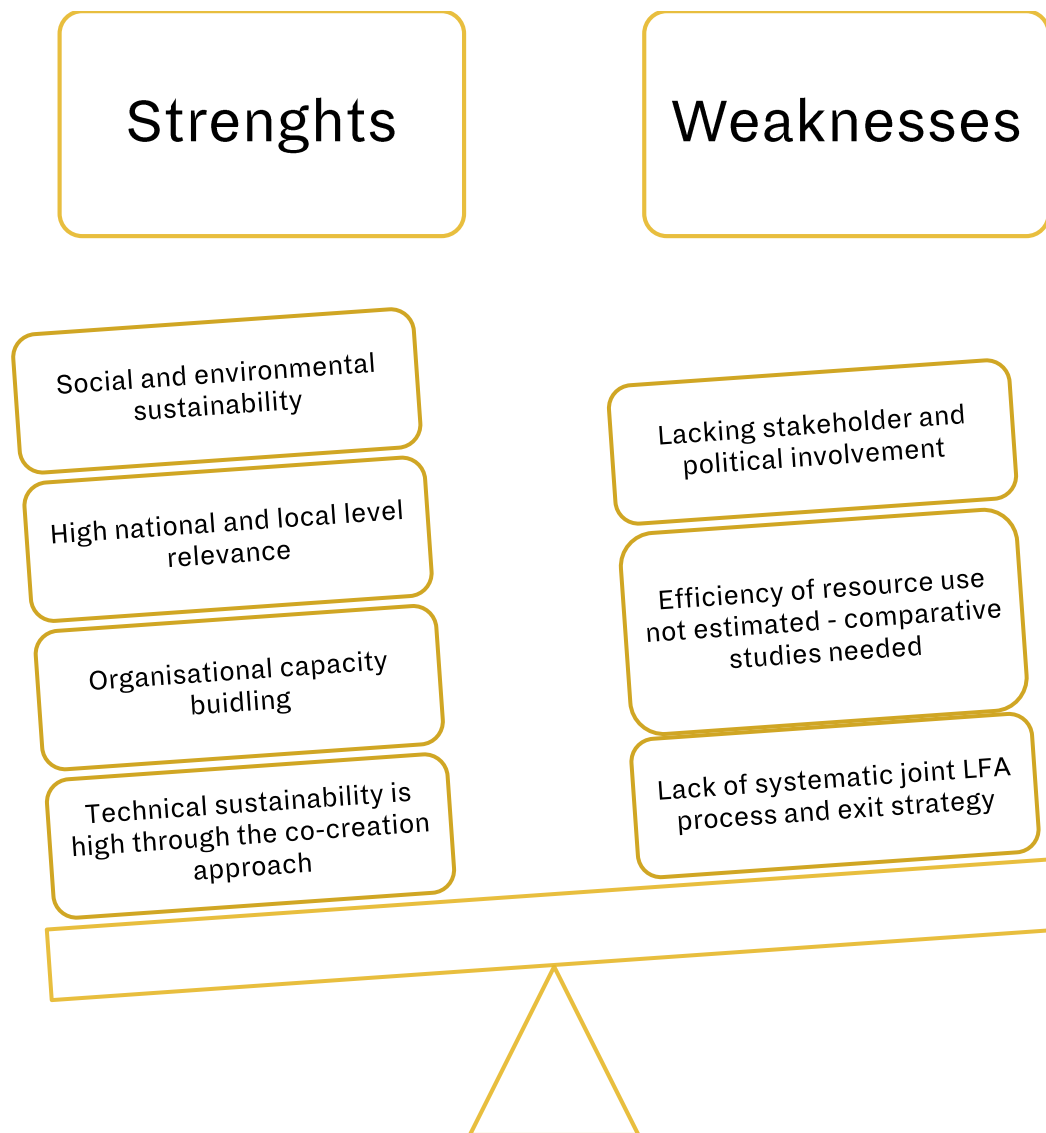 Strenghts
Weaknesses
Social and environmental
sustainability
High national and local level
relevance
Organisational capacity
buidling
Technical sustainability is
high through the co-creation
approach
Lacking stakeholder and
political involvement
Efficiency of resource use
not estimated - comparative
studies needed
Lack of systematic joint LFA
process and exit strategy